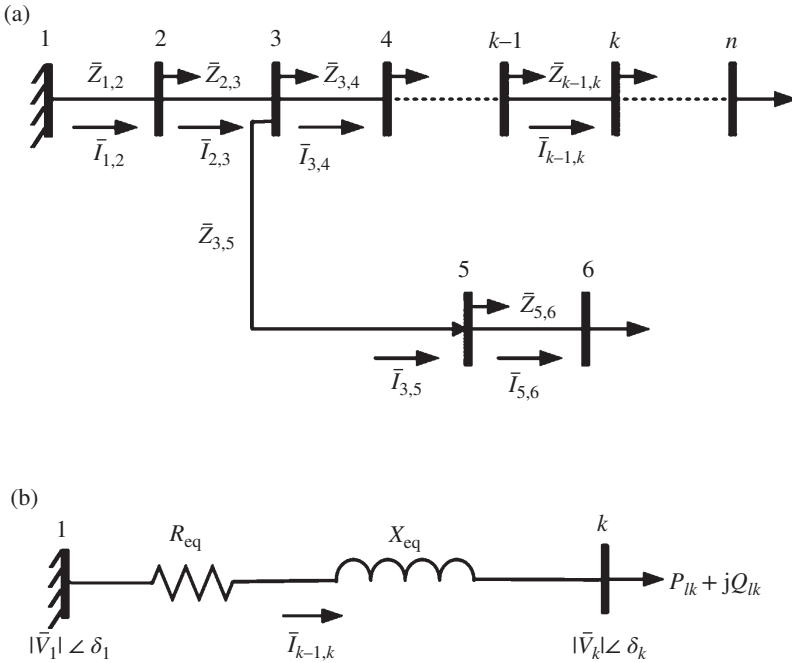 (a)
1 2 3 4 k–1 k n
Z̄1,2 Z̄2,3 Z̄3,4 Z̄k–1,k
Ī1,2 Ī2,3 Ī3,4 Īk–1,k
Z̄3,5
5 6
Z̄5,6
Ī3,5 Ī5,6
(b)
1 Req Xeq k
Plk + jQlk
|V̄1| ∠ δ1 Īk–1,k |V̄k|∠ δk